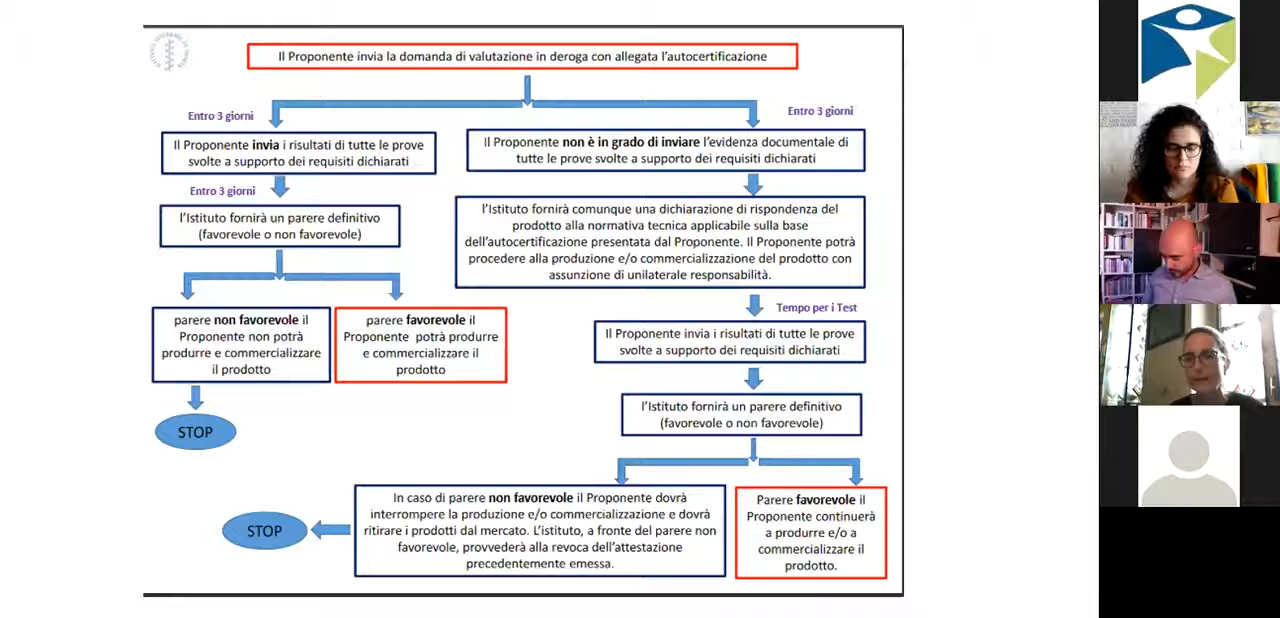 Il Proponente invia la domanda di valutazione in deroga con allegata l'autocertificazione
Entro 3 giorni
Il Proponente invia i risultati di tutte le prove
svolte a supporto dei requisiti dichiarati
Entro 3 giorni
l'Istituto fornirà un parere definitivo
(favorevole o non favorevole)
parere non favorevole il
Proponente non potrà
produrre e commercializzare
il prodotto
STOP
parere favorevole il
Proponente potrà produrre
e commercializzare il
prodotto
Entro 3 giorni
Il Proponente non è in grado di inviare l'evidenza documentale di
tutte le prove svolte a supporto dei requisiti dichiarati
l'Istituto fornirà comunque una dichiarazione di rispondenza del
prodotto alla normativa tecnica applicabile sulla base
dell'autocertificazione presentata dal Proponente. Il Proponente potrà
procedere alla produzione e/o commercializzazione del prodotto con
assunzione di unilaterale responsabilità.
Tempo per i Test
Il Proponente invia i risultati di tutte le prove
svolte a supporto dei requisiti dichiarati
l'Istituto fornirà un parere definitivo
(favorevole o non favorevole)
In caso di parere non favorevole il Proponente dovrà
interrompere la produzione e/o commercializzazione e dovrà
ritirare i prodotti dal mercato. L'istituto, a fronte del parere non
favorevole, provvederà alla revoca dell'attestazione
precedentemente emessa.
STOP
Parere favorevole il
Proponente continuerà
a produrre e/o a
commercializzare il
prodotto.